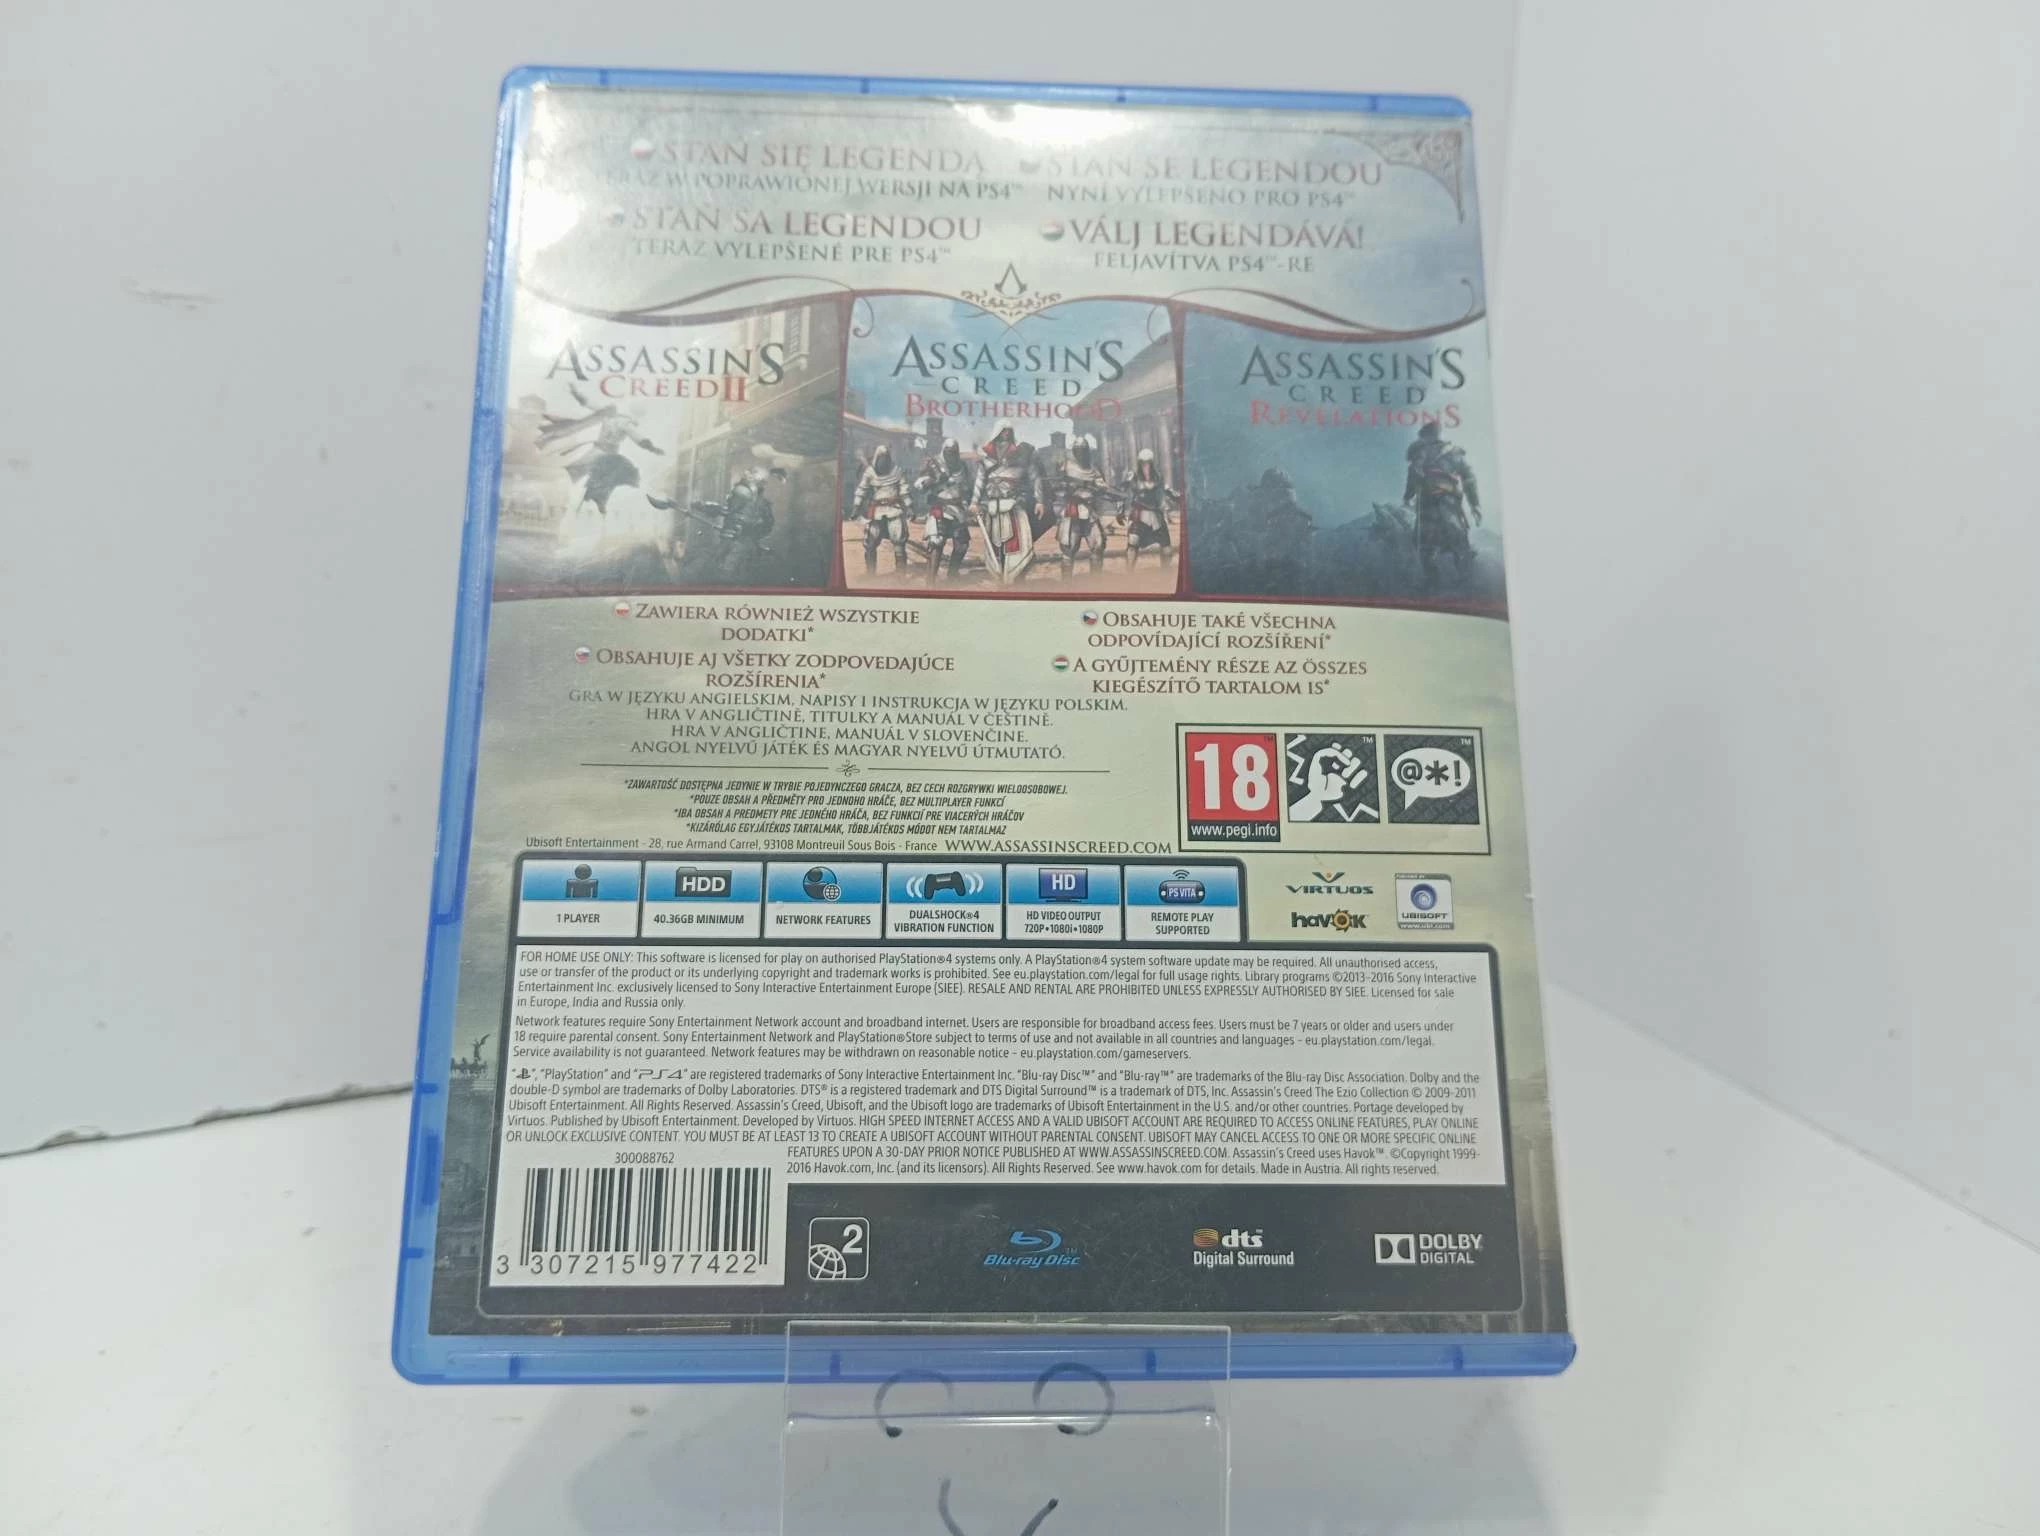 STAŃ SIĘ LEGENDĄ
TERAZ W POPRAWIONEJ WERSJI NA PS4™
STAŇ SE LEGENDOU
NYNÍ VYLEPŠENO PRO PS4™
STAŇ SA LEGENDOU
TERAZ VYLEPŠENÉ PRE PS4™
VÁLJ LEGENDÁVÁ!
FELJAVÍTVA PS4™-RE
ASSASSIN'S
CREED II
ASSASSIN'S
CREED
BROTHERHOOD
ASSASSIN'S
CREED
REVELATIONS
ZAWIERA RÓWNIEŻ WSZYSTKIE
DODATKI*
OBSAHUJE TAKÉ VŠECHNA
ODPOVÍDAJÍCÍ ROZŠÍŘENÍ*
OBSAHUJE AJ VŠETKY ZODPOVEDAJÚCE
ROZŠÍRENIA*
A GYŰJTEMÉNY RÉSZE AZ ÖSSZES
KIEGÉSZÍTŐ TARTALOM IS*
GRA W JĘZYKU ANGIELSKIM, NAPISY I INSTRUKCJA W JĘZYKU POLSKIM.
HRA V ANGLIČTINĚ, TITULKY A MANUÁL V ČEŠTINĚ.
HRA V ANGLIČTINE, MANUÁL V SLOVENČINE.
ANGOL NYELVŰ JÁTÉK ÉS MAGYAR NYELVŰ ÚTMUTATÓ.
*ZAWARTOŚĆ DOSTĘPNA JEDYNIE W TRYBIE POJEDYNCZEGO GRACZA, BEZ CECH ROZGRYWKI WIELOOSOBOWEJ.
*POUZE OBSAH A PŘEDMĚTY PRO JEDNOHO HRÁČE, BEZ MULTIPLAYER FUNKCÍ
*IBA OBSAH A PREDMETY PRE JEDNÉHO HRÁČA, BEZ FUNKCIÍ PRE VIACERÝCH HRÁČOV
*KIZÁRÓLAG EGYJÁTÉKOS TARTALMAK, TÖBBJÁTÉKOS MÓDOT NEM TARTALMAZ
Ubisoft Entertainment - 28, rue Armand Carrel, 93108 Montreuil Sous Bois - France WWW.ASSASSINSCREED.COM
18
www.pegi.info
@*!
1 PLAYER
HDD
40.36GB MINIMUM
NETWORK FEATURES
DUALSHOCK®4
VIBRATION FUNCTION
HD
HD VIDEO OUTPUT
720P•1080i•1080P
PS VITA
REMOTE PLAY
SUPPORTED
VIRTUOS
havok
UBISOFT
www.ubi.com
FOR HOME USE ONLY: This software is licensed for play on authorised PlayStation®4 systems only. A PlayStation®4 system software update may be required. All unauthorised access,
use or transfer of the product or its underlying copyright and trademark works is prohibited. See eu.playstation.com/legal for full usage rights. Library programs ©2013-2016 Sony Interactive
Entertainment Inc. exclusively licensed to Sony Interactive Entertainment Europe (SIEE). RESALE AND RENTAL ARE PROHIBITED UNLESS EXPRESSLY AUTHORISED BY SIEE. Licensed for sale
in Europe, India and Russia only.
Network features require Sony Entertainment Network account and broadband internet. Users are responsible for broadband access fees. Users must be 7 years or older and users under
18 require parental consent. Sony Entertainment Network and PlayStation®Store subject to terms of use and not available in all countries and languages - eu.playstation.com/legal.
Service availability is not guaranteed. Network features may be withdrawn on reasonable notice - eu.playstation.com/gameservers.
"PlayStation" and "PS4" are registered trademarks of Sony Interactive Entertainment Inc. "Blu-ray Disc™" and "Blu-ray™" are trademarks of the Blu-ray Disc Association. Dolby and the
double-D symbol are trademarks of Dolby Laboratories. DTS® is a registered trademark and DTS Digital Surround™ is a trademark of DTS, Inc. Assassin's Creed The Ezio Collection © 2009-2011
Ubisoft Entertainment. All Rights Reserved. Assassin's Creed, Ubisoft, and the Ubisoft logo are trademarks of Ubisoft Entertainment in the U.S. and/or other countries. Portage developed by
Virtuos. Published by Ubisoft Entertainment. Developed by Virtuos. HIGH SPEED INTERNET ACCESS AND A VALID UBISOFT ACCOUNT ARE REQUIRED TO ACCESS ONLINE FEATURES, PLAY ONLINE
OR UNLOCK EXCLUSIVE CONTENT. YOU MUST BE AT LEAST 13 TO CREATE A UBISOFT ACCOUNT WITHOUT PARENTAL CONSENT. UBISOFT MAY CANCEL ACCESS TO ONE OR MORE SPECIFIC ONLINE
FEATURES UPON A 30-DAY PRIOR NOTICE PUBLISHED AT WWW.ASSASSINSCREED.COM. Assassin's Creed uses Havok™. ©Copyright 1999-
2016 Havok.com, Inc. (and its licensors). All Rights Reserved. See www.havok.com for details. Made in Austria. All rights reserved.
300088762
3 307215 977422
2
Blu-ray Disc™
dts
Digital Surround
DOLBY
DIGITAL